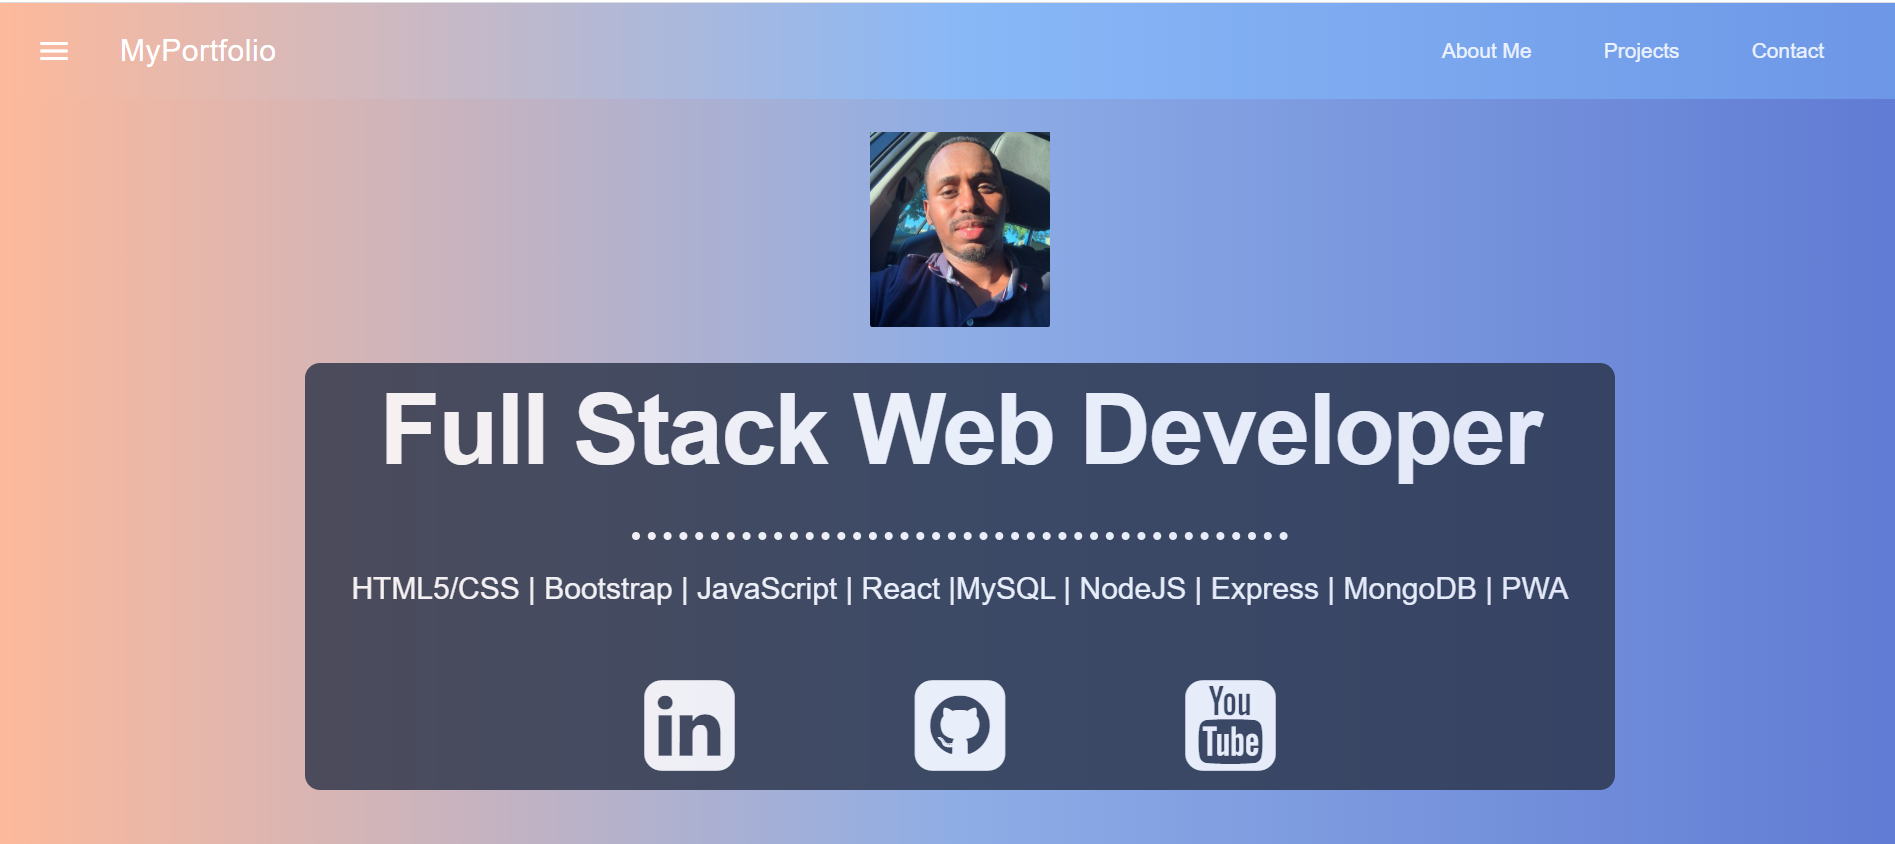 MyPortfolio
About Me
Projects
Contact
Full Stack Web Developer
HTML5/CSS | Bootstrap | JavaScript | React |MySQL | NodeJS | Express | MongoDB | PWA
in
You
Tube